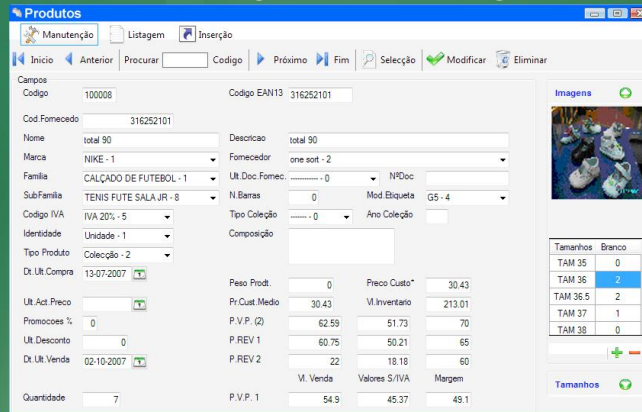 Produtos
Manutenção Listagem Inserção
Inicio Anterior Procurar Codigo Próximo Fim Selecção Modificar Eliminar
Campos
Codigo 100008 Codigo EAN13 316252101
Cod.Fornecedo 316252101
Nome total 90 Descricao total 90
Marca NIKE - 1 Fornecedor one sort - 2
Familia CALÇADO DE FUTEBOL - 1 Ult.Doc.Fornec. ------------ - 0 NºDoc
SubFamilia TENIS FUTE SALA JR - 8 N.Barras 0 Mod.Etiqueta G5 - 4
Codigo IVA IVA 20% - 5 Tipo Coleção ------- - 0 Ano Coleção
Identidade Unidade - 1 Composição
Tipo Produto Colecção - 2
Dt.Ult.Compra 13-07-2007
Peso Prodt. 0 Preco Custo* 30.43
Ult.Act.Preco Pr.Cust.Medio 30.43 Vl.Inventario 213.01
Promocoes % 0 P.V.P. (2) 62.59 51.73 70
Ult.Desconto 0 P.REV 1 60.75 50.21 65
Dt.Ult.Venda 02-10-2007 P.REV 2 22 18.18 60
Vl. Venda Valores S/IVA Margem
Quantidade 7 P.V.P. 1 54.9 45.37 49.1
Imagens
Tamanhos Branco
TAM 35 0
TAM 36 2
TAM 36.5 2
TAM 37 1
TAM 38 0
Tamanhos